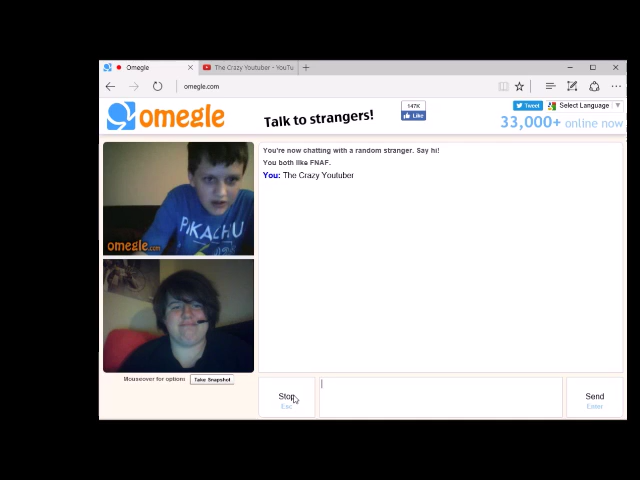 Omegle
The Crazy Youtuber - YouTu
omegle.com
omegle
Talk to strangers!
147K
Like
Tweet
Select Language
33,000+ online now
You're now chatting with a random stranger. Say hi!
You both like FNAF.
You: The Crazy Youtuber
PIKACHU
omegle.com
Mouseover for options
Take Snapshot
Stop
Esc
Send
Enter